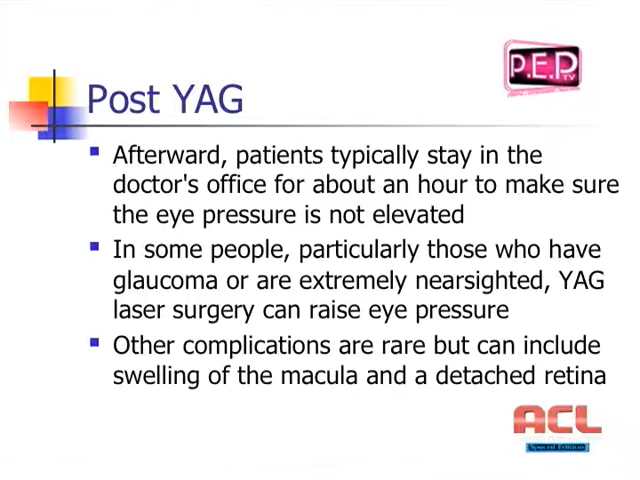 P.E.P
TV
Post YAG
Afterward, patients typically stay in the
doctor's office for about an hour to make sure
the eye pressure is not elevated
In some people, particularly those who have
glaucoma or are extremely nearsighted, YAG
laser surgery can raise eye pressure
Other complications are rare but can include
swelling of the macula and a detached retina
ACL